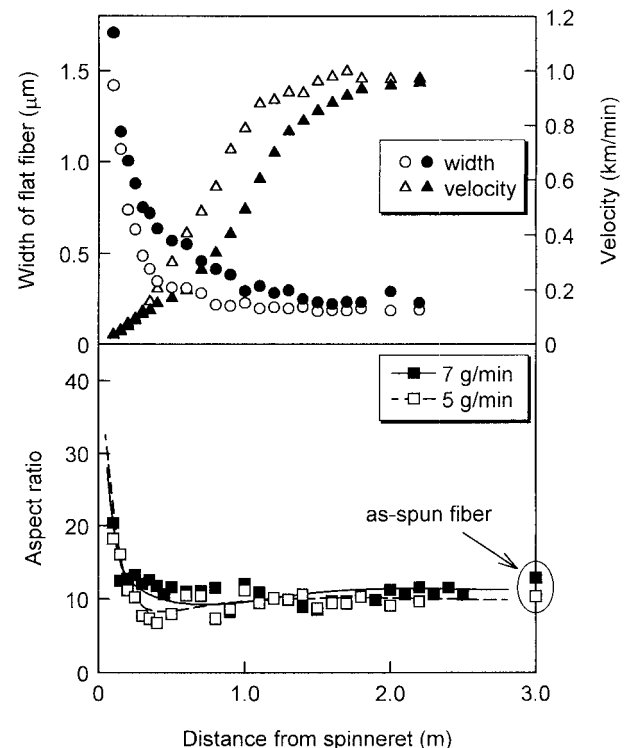 Width of flat fiber (μm)
1.5
1.0
0.5
0
1.2
1.0
0.8
0.6
0.4
0.2
0
Velocity (km/min)
width
velocity
Aspect ratio
40
30
20
10
0
7 g/min
5 g/min
as-spun fiber
0
1.0
2.0
3.0
Distance from spinneret (m)